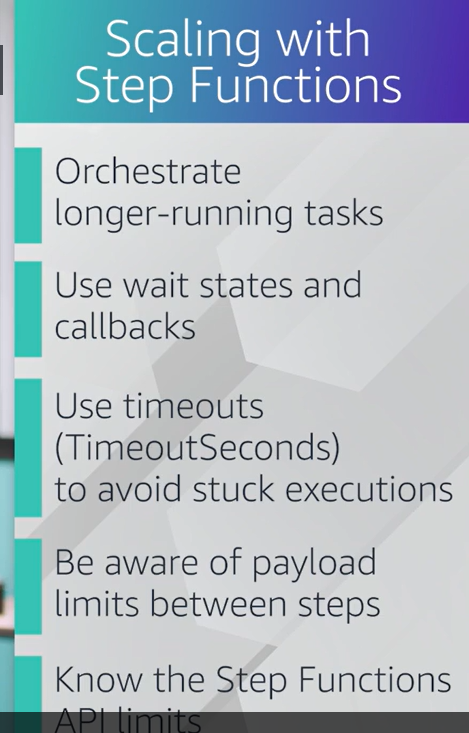 Scaling with
Step Functions
Orchestrate
longer-running tasks
Use wait states and
callbacks
Use timeouts
(TimeoutSeconds)
to avoid stuck executions
Be aware of payload
limits between steps
Know the Step Functions
API limits